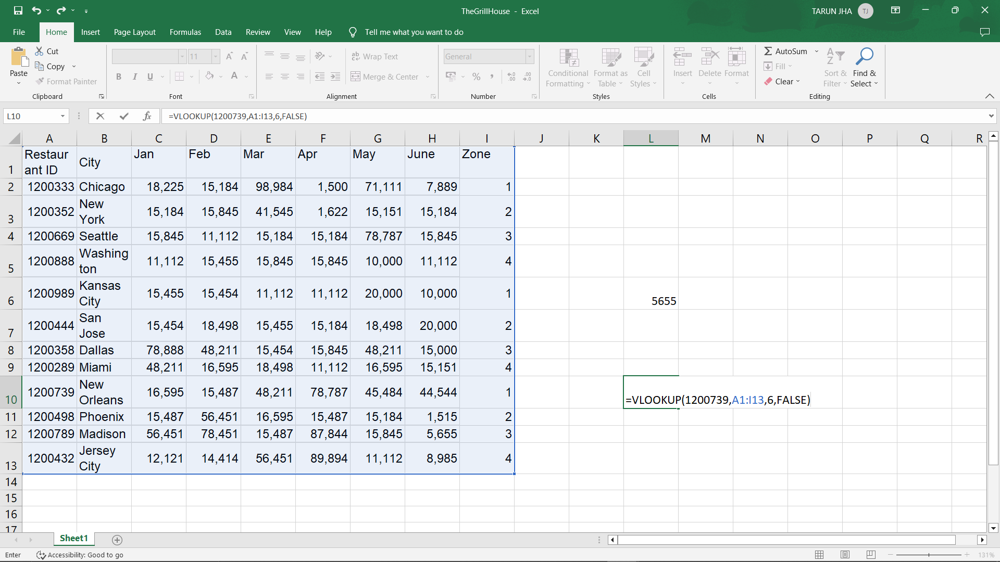 TheGrillHouse - Excel
TARUN JHA TJ
File Home Insert Page Layout Formulas Data Review View Help Tell me what you want to do
Paste
Cut
Copy
Format Painter
Clipboard
11 A A
B I U A
Font
ab Wrap Text
Merge & Center
Alignment
General
% ,
Number
Conditional Formatting
Format as Table
Cell Styles
Styles
Insert Delete Format
Cells
AutoSum
Fill
Clear
Sort & Filter
Find & Select
Editing
L10 fx =VLOOKUP(1200739,A1:I13,6,FALSE)
A B C D E F G H I J K L M N O P Q R
1 Restaur
ant ID City Jan Feb Mar Apr May June Zone
2 1200333 Chicago 18,225 15,184 98,984 1,500 71,111 7,889 1
3 1200352 New
York 15,184 15,845 41,545 1,622 15,151 15,184 2
4 1200669 Seattle 15,845 11,112 15,184 15,184 78,787 15,845 3
5 1200888 Washing
ton 11,112 15,455 15,845 15,845 10,000 11,112 4
6 1200989 Kansas
City 15,455 15,454 11,112 11,112 20,000 10,000 1 5655
7 1200444 San
Jose 15,454 18,498 15,455 15,184 18,498 20,000 2
8 1200358 Dallas 78,888 48,211 15,454 15,845 48,211 15,000 3
9 1200289 Miami 48,211 16,595 18,498 11,112 16,595 15,151 4
10 1200739 New
Orleans 16,595 15,487 48,211 78,787 45,484 44,544 1 =VLOOKUP(1200739,A1:I13,6,FALSE)
11 1200498 Phoenix 15,487 56,451 16,595 15,487 15,184 1,515 2
12 1200789 Madison 56,451 78,451 15,487 87,844 15,845 5,655 3
13 1200432 Jersey
City 12,121 14,414 56,451 89,894 11,112 8,985 4
14
15
16
17
Sheet1
Enter Accessibility: Good to go 131%